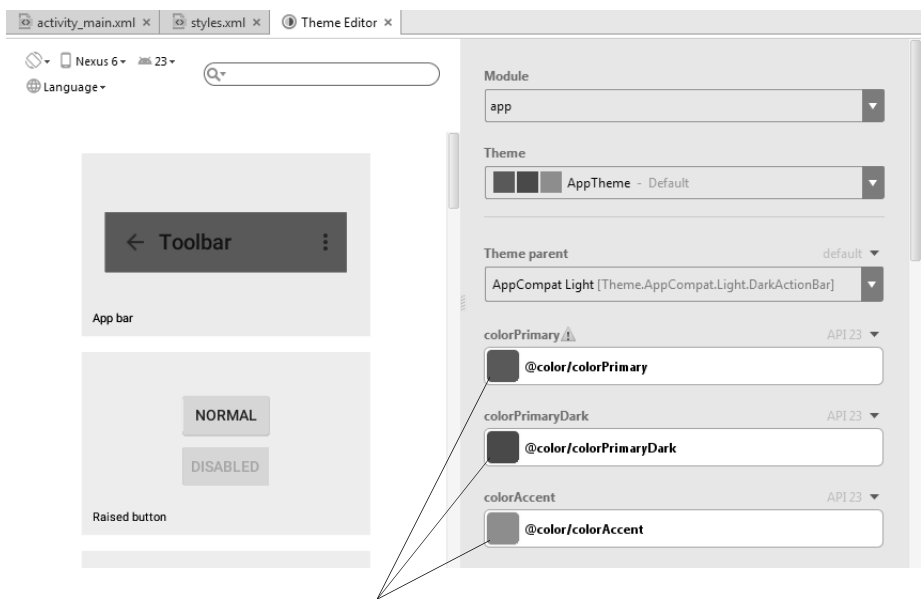 activity_main.xml × styles.xml × Theme Editor ×
Nexus 6 23
Language
Toolbar
App bar
NORMAL
DISABLED
Raised button
Module
app
Theme
AppTheme - Default
Theme parent default
AppCompat Light [Theme.AppCompat.Light.DarkActionBar]
colorPrimary API 23
@color/colorPrimary
colorPrimaryDark API 23
@color/colorPrimaryDark
colorAccent API 23
@color/colorAccent